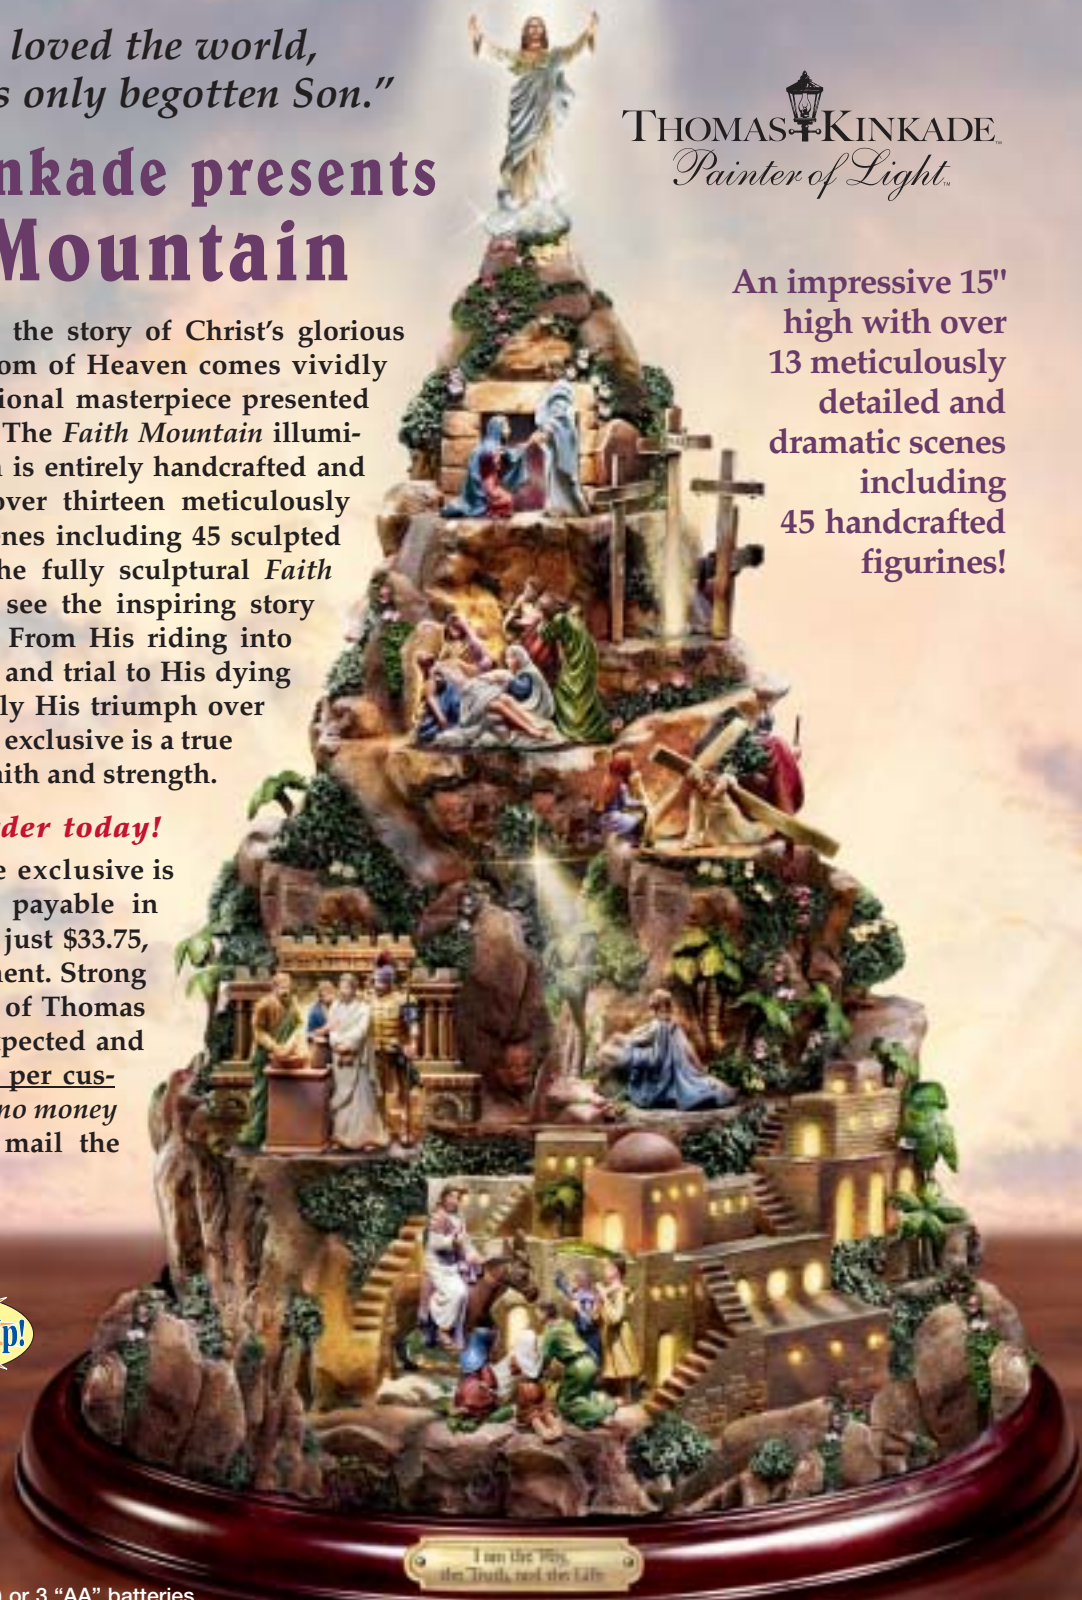 loved the world,
s only begotten Son.”
nkade presents
Mountain
THOMAS KINKADE™
Painter of Light™
An impressive 15"
high with over
13 meticulously
detailed and
dramatic scenes
including
45 handcrafted
figurines!
the story of Christ’s glorious
om of Heaven comes vividly
ional masterpiece presented
The Faith Mountain illumi-
is entirely handcrafted and
over thirteen meticulously
nes including 45 sculpted
he fully sculptural Faith
see the inspiring story
From His riding into
and trial to His dying
ly His triumph over
exclusive is a true
aith and strength.
der today!
e exclusive is
payable in
just $33.75,
ent. Strong
of Thomas
pected and
per cus-
no money
mail the
p!
I am the Way,
the Truth, and the Life
or 3 “AA” batteries